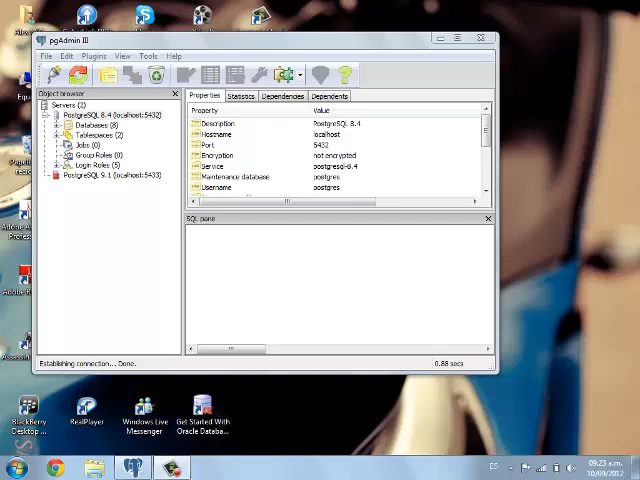 pgAdmin III
File Edit Plugins View Tools Help
Object browser
Servers (2)
PostgreSQL 8.4 (localhost:5432)
Databases (8)
Tablespaces (2)
Jobs (0)
Group Roles (0)
Login Roles (5)
PostgreSQL 9.1 (localhost:5433)
Properties Statistics Dependencies Dependents
Property Value
Description PostgreSQL 8.4
Hostname localhost
Port 5432
Encryption not encrypted
Service postgresql-8.4
Maintenance database postgres
Username postgres
SQL pane
Establishing connection... Done. 0.88 secs
BlackBerry
Desktop ...
RealPlayer
Windows Live
Messenger
Get Started With
Oracle Databa...
ES
09:23 a.m.
10/09/2012